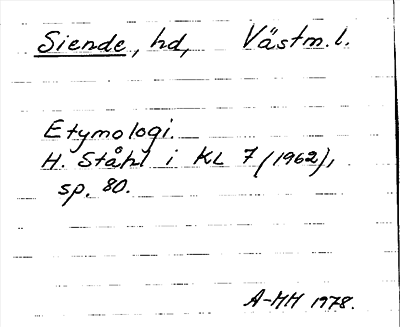 Siende, hd, Västm.l.
Etymologi.
H. Ståhl i KL 7 (1962),
sp. 80.
A-MH 1978.